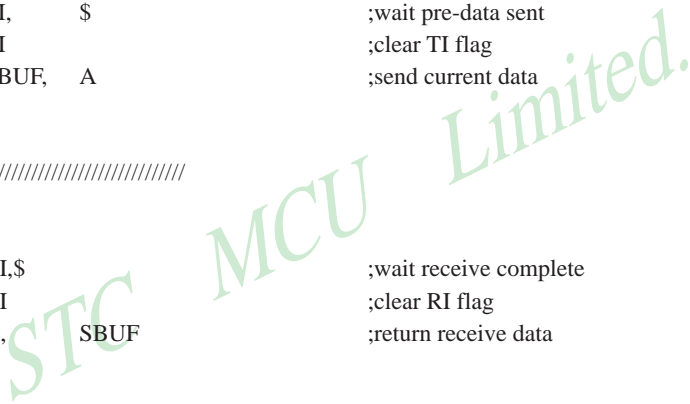 I, $ ;wait pre-data sent
I ;clear TI flag
BUF, A ;send current data
////////////////////////////
I,$ ;wait receive complete
I ;clear RI flag
, SBUF ;return receive data
STC MCU Limited.